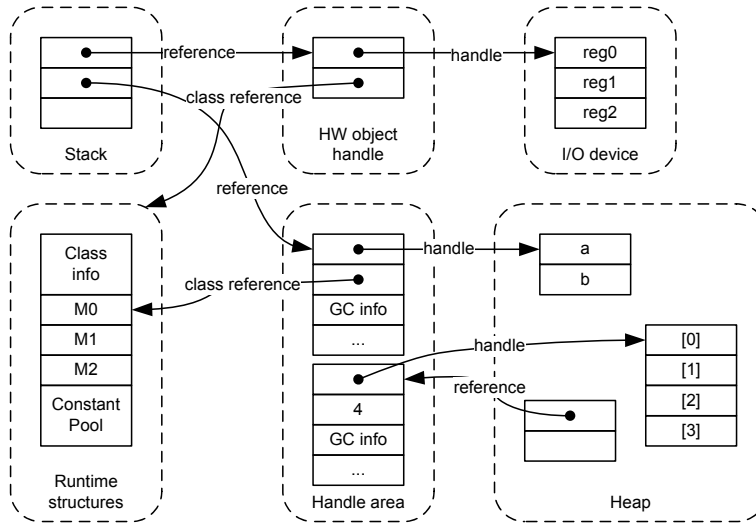 reference
handle
reg0
reg1
class reference
reg2
Stack
HW object
handle
I/O device
reference
Class
info
handle
a
class reference
b
M0
GC info
M1
...
handle
[0]
M2
[1]
reference
Constant
Pool
4
[2]
GC info
[3]
...
Runtime
structures
Handle area
Heap